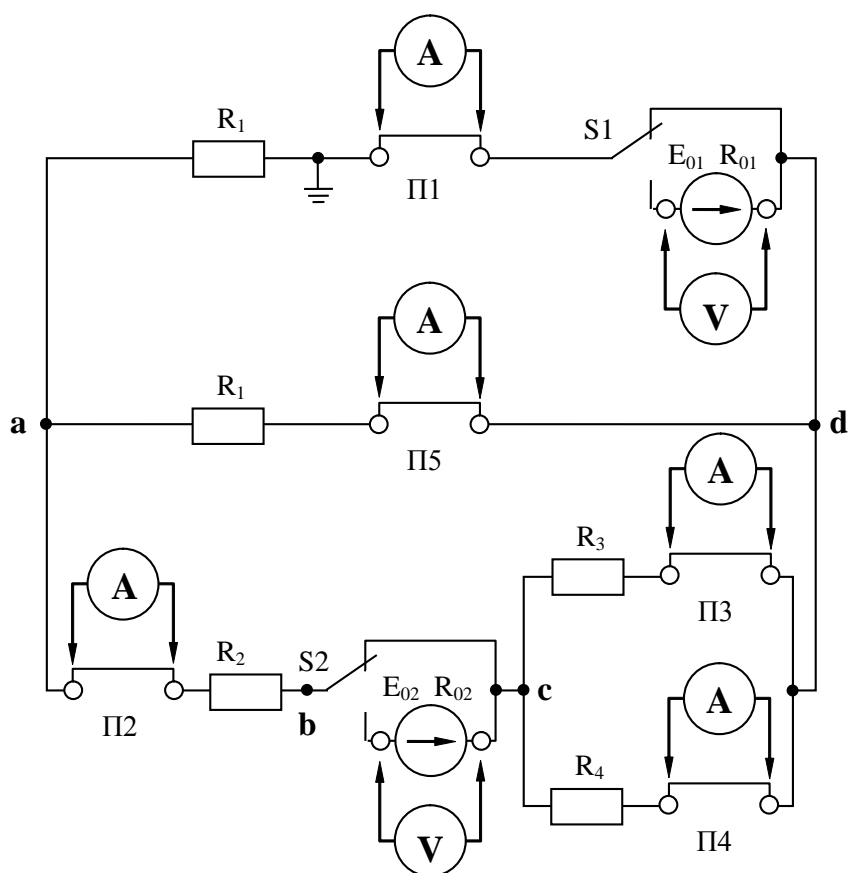 A
R₁
S1
E₀₁ R₀₁
П1
V
A
R₁
a
d
П5
A
R₃
A
П3
R₂
S2
A
E₀₂ R₀₂
c
П2
b
R₄
V
П4